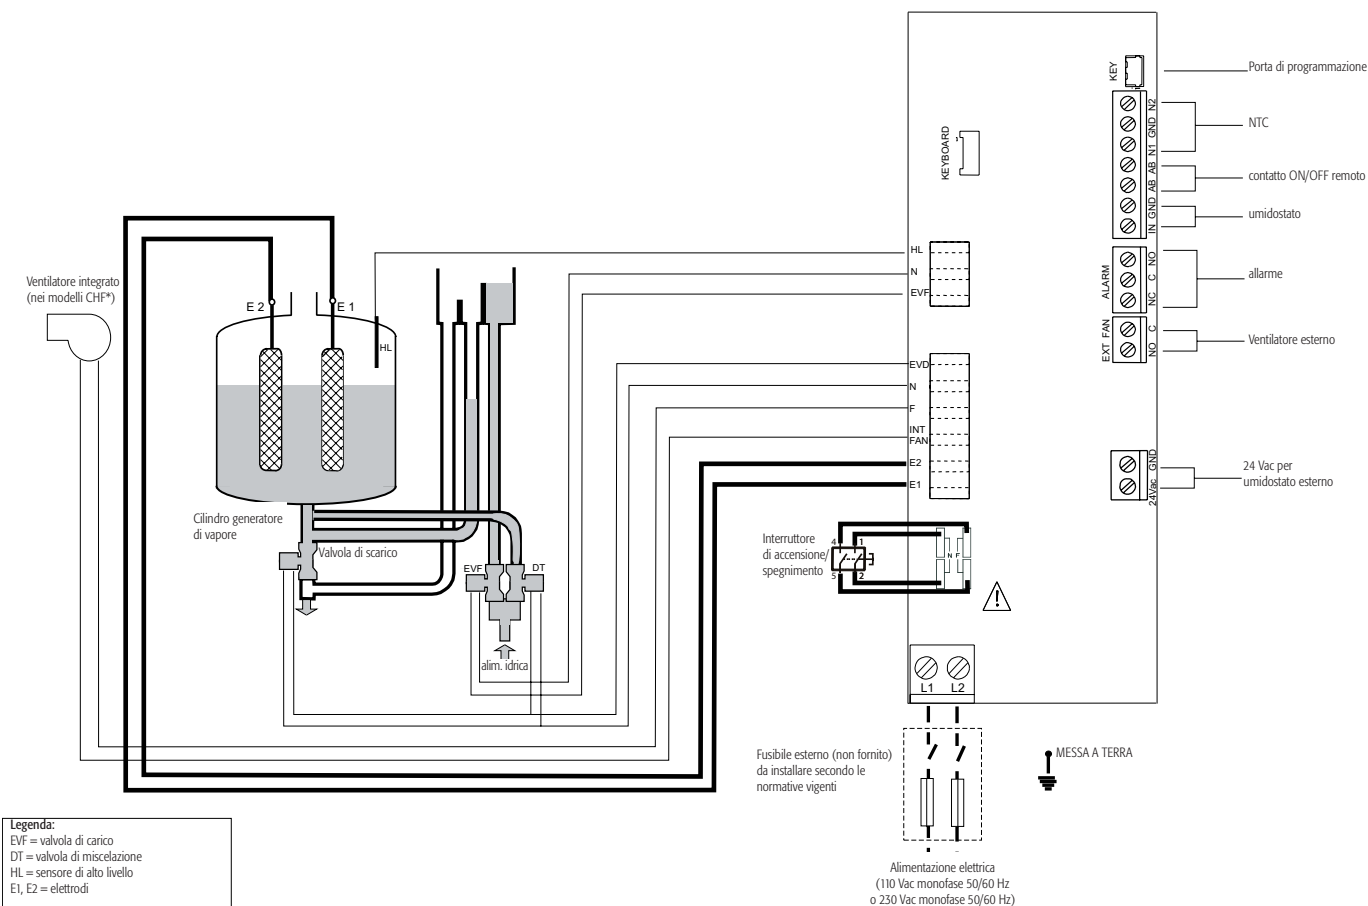 KEY
Porta di programmazione
N2
GND
N1
NTC
AB
AB
contatto ON/OFF remoto
GND
IN
umidostato
KEYBOARD
ALARM
NO
C
NC
allarme
EXT FAN
C
NO
Ventilatore esterno
GND
24Vac
24 Vac per
umidostato esterno
HL
N
EVF
EVD
N
F
INT
FAN
E2
E1
Ventilatore integrato
(nei modelli CHF*)
E 2
E 1
HL
Cilindro generatore
di vapore
Valvola di scarico
EVF
DT
alim. idrica
Interruttore
di accensione/
spegnimento
4
1
5
2
N F
L1
L2
Fusibile esterno (non fornito)
da installare secondo le
normative vigenti
MESSA A TERRA
Alimentazione elettrica
(110 Vac monofase 50/60 Hz
o 230 Vac monofase 50/60 Hz)
Legenda:
EVF = valvola di carico
DT = valvola di miscelazione
HL = sensore di alto livello
E1, E2 = elettrodi